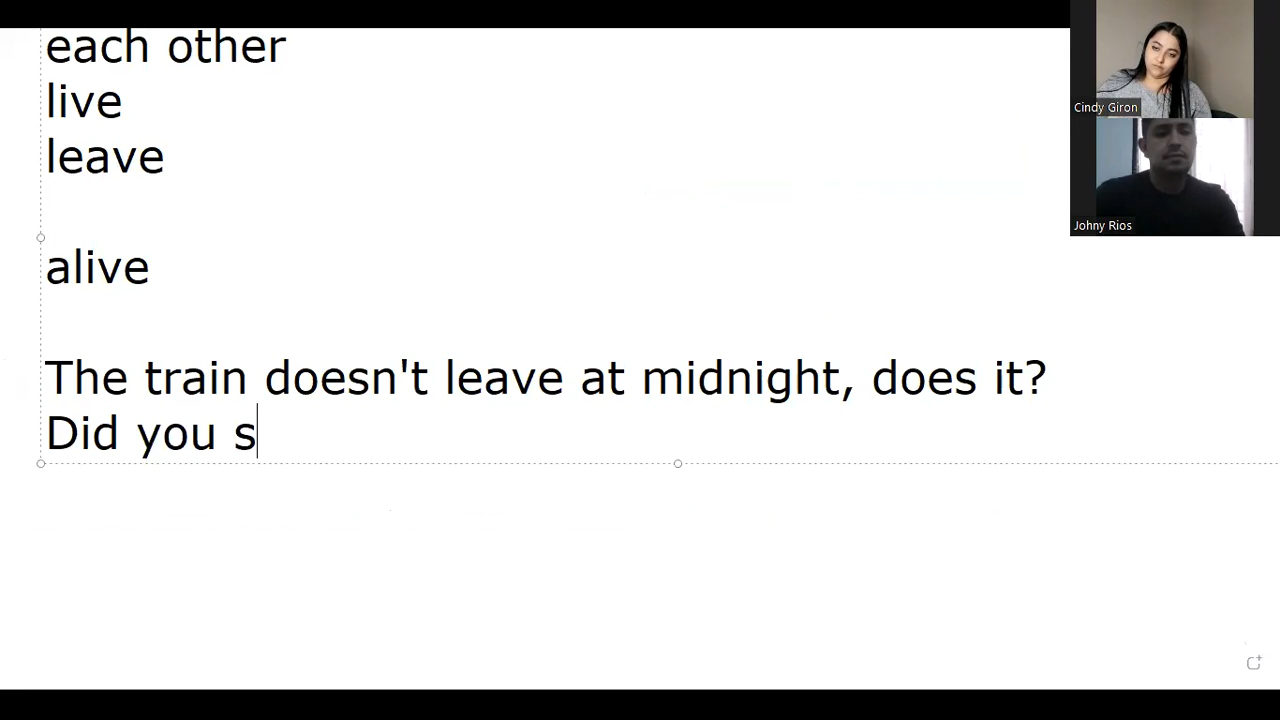 each other
live
leave
alive
The train doesn't leave at midnight, does it?
Did you s
Cindy Giron
Johny Rios